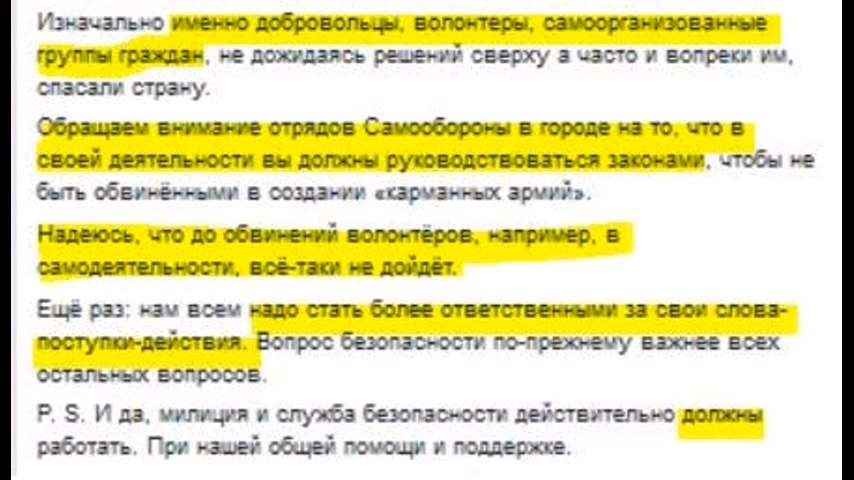 Изначально именно добровольцы, волонтеры, самоорганизованные
группы граждан, не дожидаясь решений сверху а часто и вопреки им,
спасали страну.
Обращаем внимание отрядов Самообороны в городе на то, что в
своей деятельности вы должны руководствоваться законами, чтобы не
быть обвинёнными в создании «карманных армий».
Надеюсь, что до обвинений волонтёров, например, в
самодеятельности, всё-таки не дойдёт.
Ещё раз: нам всем надо стать более ответственными за свои слова-
поступки-действия. Вопрос безопасности по-прежнему важнее всех
остальных вопросов.
P. S. И да, милиция и служба безопасности действительно должны
работать. При нашей общей помощи и поддержке.